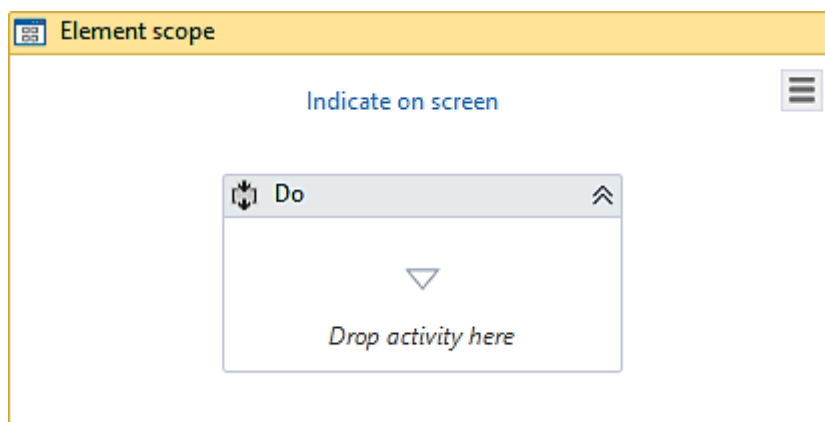 Element scope
Indicate on screen
Do
Drop activity here